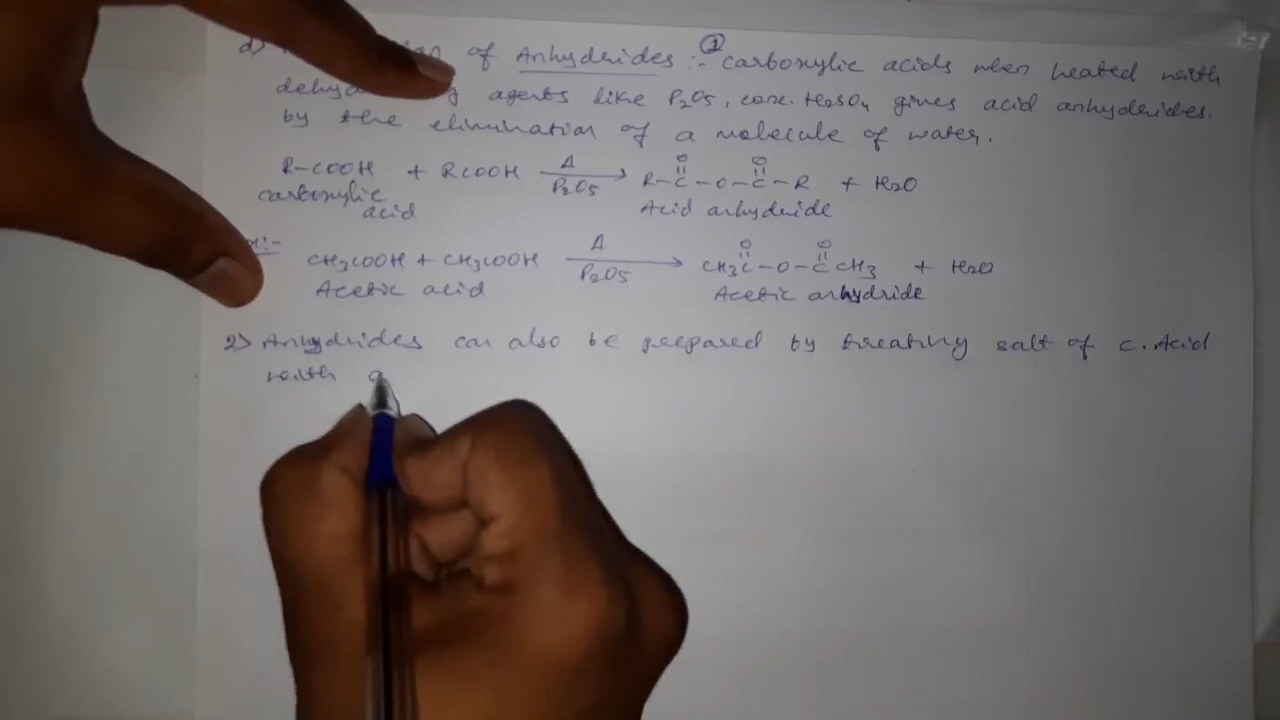 d) of Anhydrides :- ① carboxylic acids when heated with
agents like P2O5, conc. H2SO4 gives acid anhydrides.
by the elimination of a molecule of water.
R-COOH + RCOOH Δ P2O5 → R-C(=O)-O-C(=O)-R + H2O
carboxylic acid Acid anhydride
CH3COOH + CH3COOH Δ P2O5 → CH3C(=O)-O-C(=O)CH3 + H2O
Acetic acid Acetic anhydride
2) Anhydrides can also be prepared by treating salt of c. Acid
with